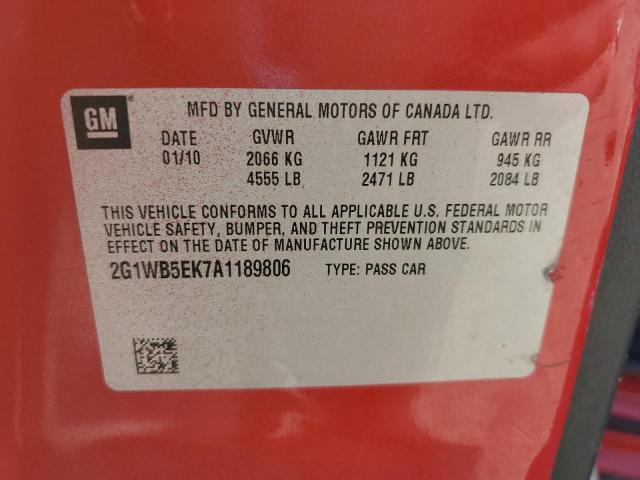 GM
MFD BY GENERAL MOTORS OF CANADA LTD.
DATE GVWR GAWR FRT GAWR RR
01/10 2066 KG 1121 KG 945 KG
4555 LB 2471 LB 2084 LB
THIS VEHICLE CONFORMS TO ALL APPLICABLE U.S. FEDERAL MOTOR
VEHICLE SAFETY, BUMPER, AND THEFT PREVENTION STANDARDS IN
EFFECT ON THE DATE OF MANUFACTURE SHOWN ABOVE.
2G1WB5EK7A1189806 TYPE: PASS CAR